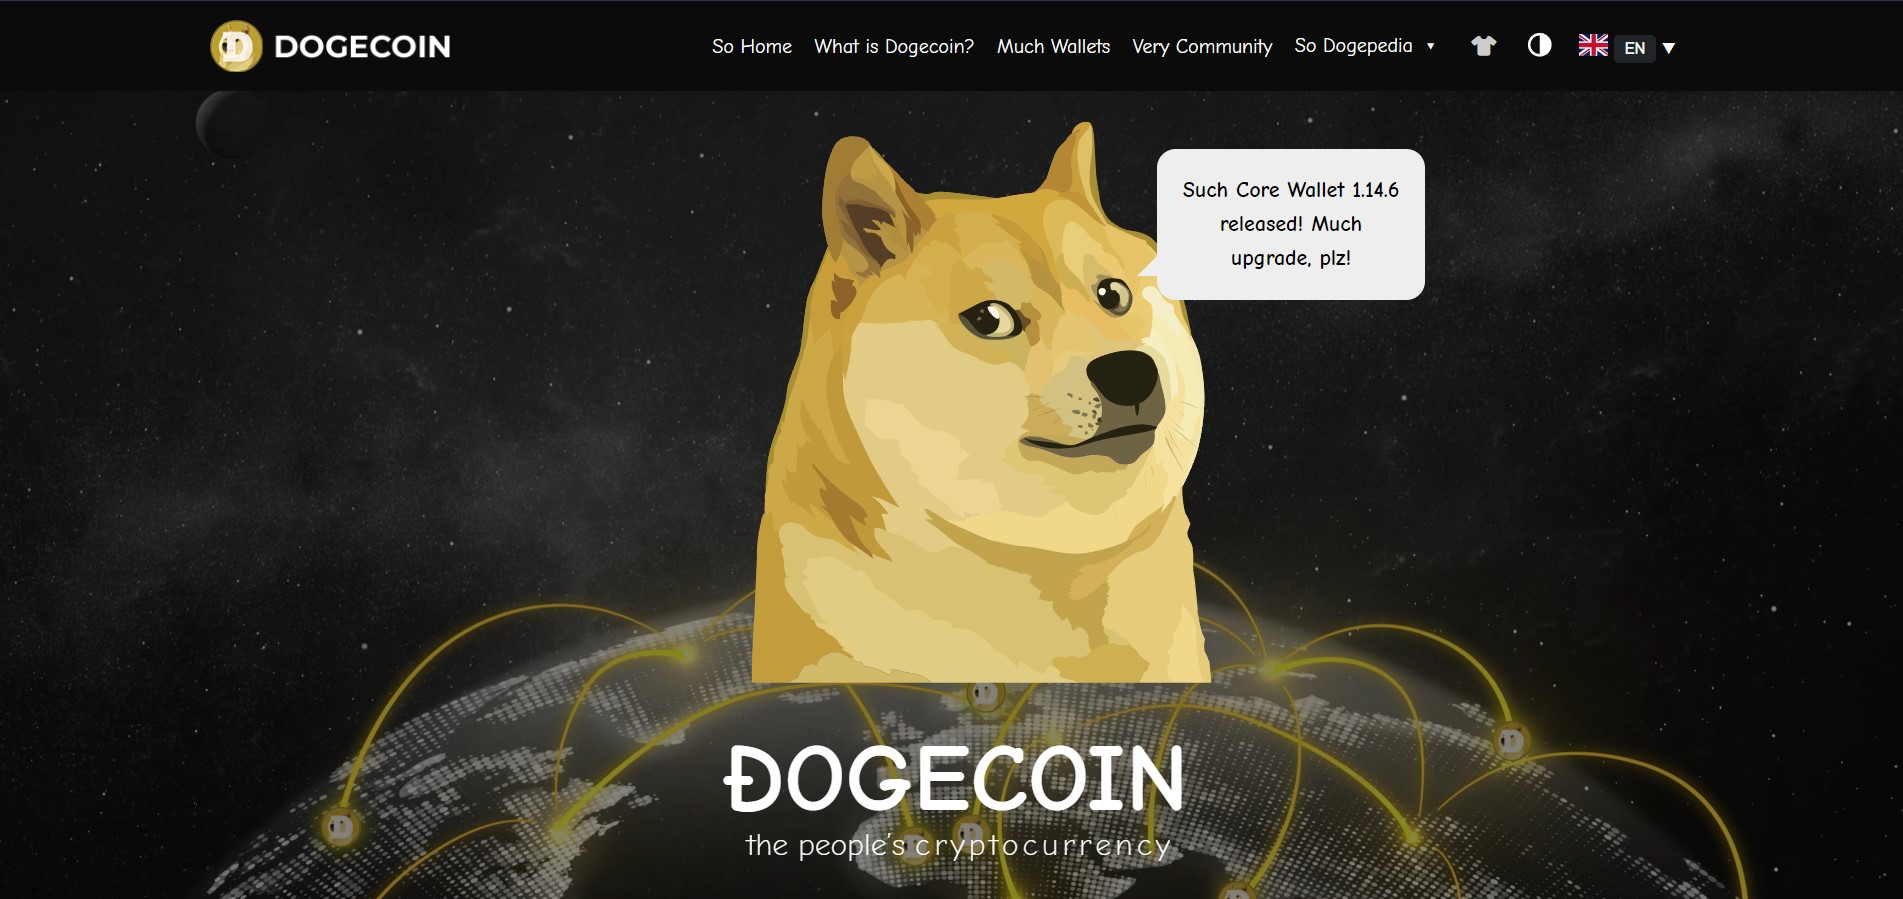 DOGECOIN
So Home
What is Dogecoin?
Much Wallets
Very Community
So Dogepedia
EN
Such Core Wallet 1.14.6
released! Much
upgrade, plz!
ÐOGECOIN
the people's cryptocurrency